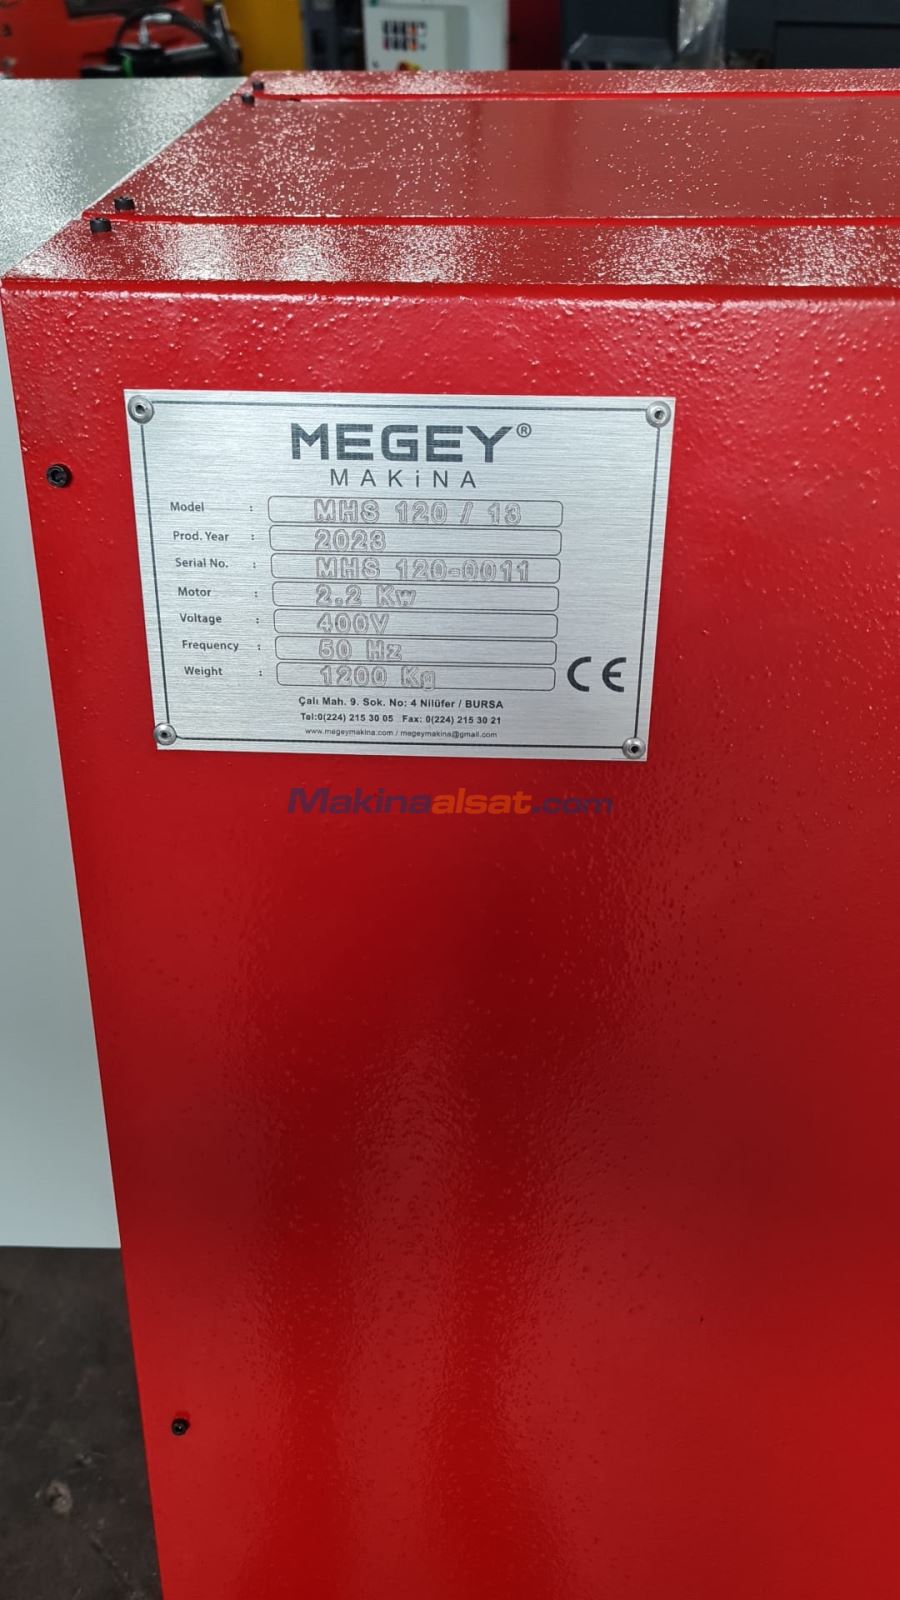 MEGEY®
MAKiNA
Model : MHS 120 / 13
Prod. Year : 2023
Serial No. : MHS 120-0011
Motor : 2.2 Kw
Voltage : 400V
Frequency : 50 Hz
Weight : 1200 Kg
CE
Çalı Mah. 9. Sok. No: 4 Nilüfer / BURSA
Tel:0(224) 215 30 05 Fax: 0(224) 215 30 21
www.megeymakina.com / megeymakina@gmail.com
Makinaalsat.com